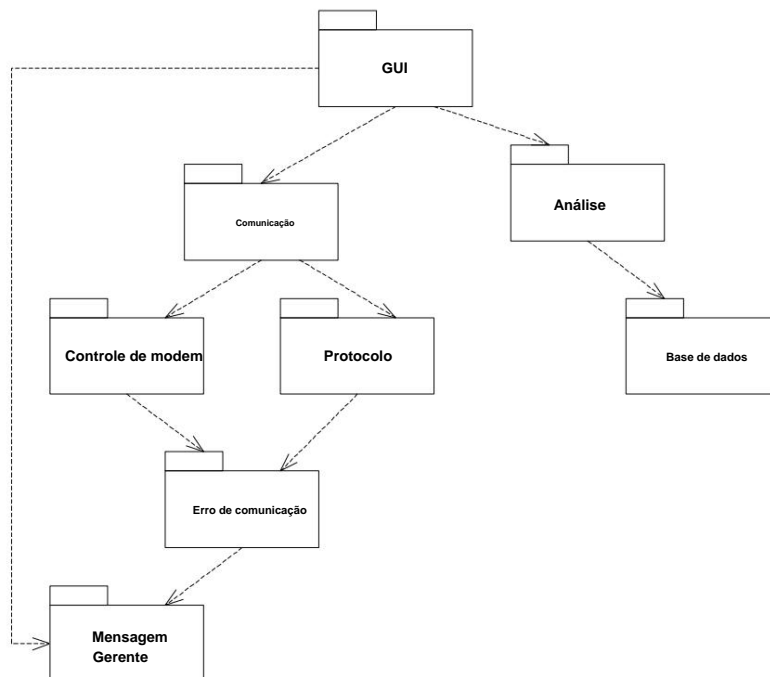 GUI
Análise
Comunicação
Controle de modem
Protocolo
Base de dados
Erro de comunicação
Mensagem
Gerente